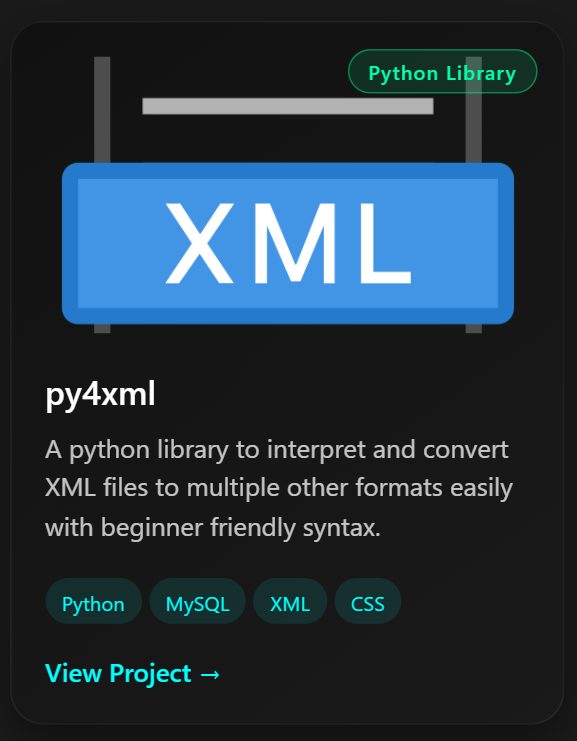 Python Library
XML
py4xml
A python library to interpret and convert
XML files to multiple other formats easily
with beginner friendly syntax.
Python MySQL XML CSS
View Project →